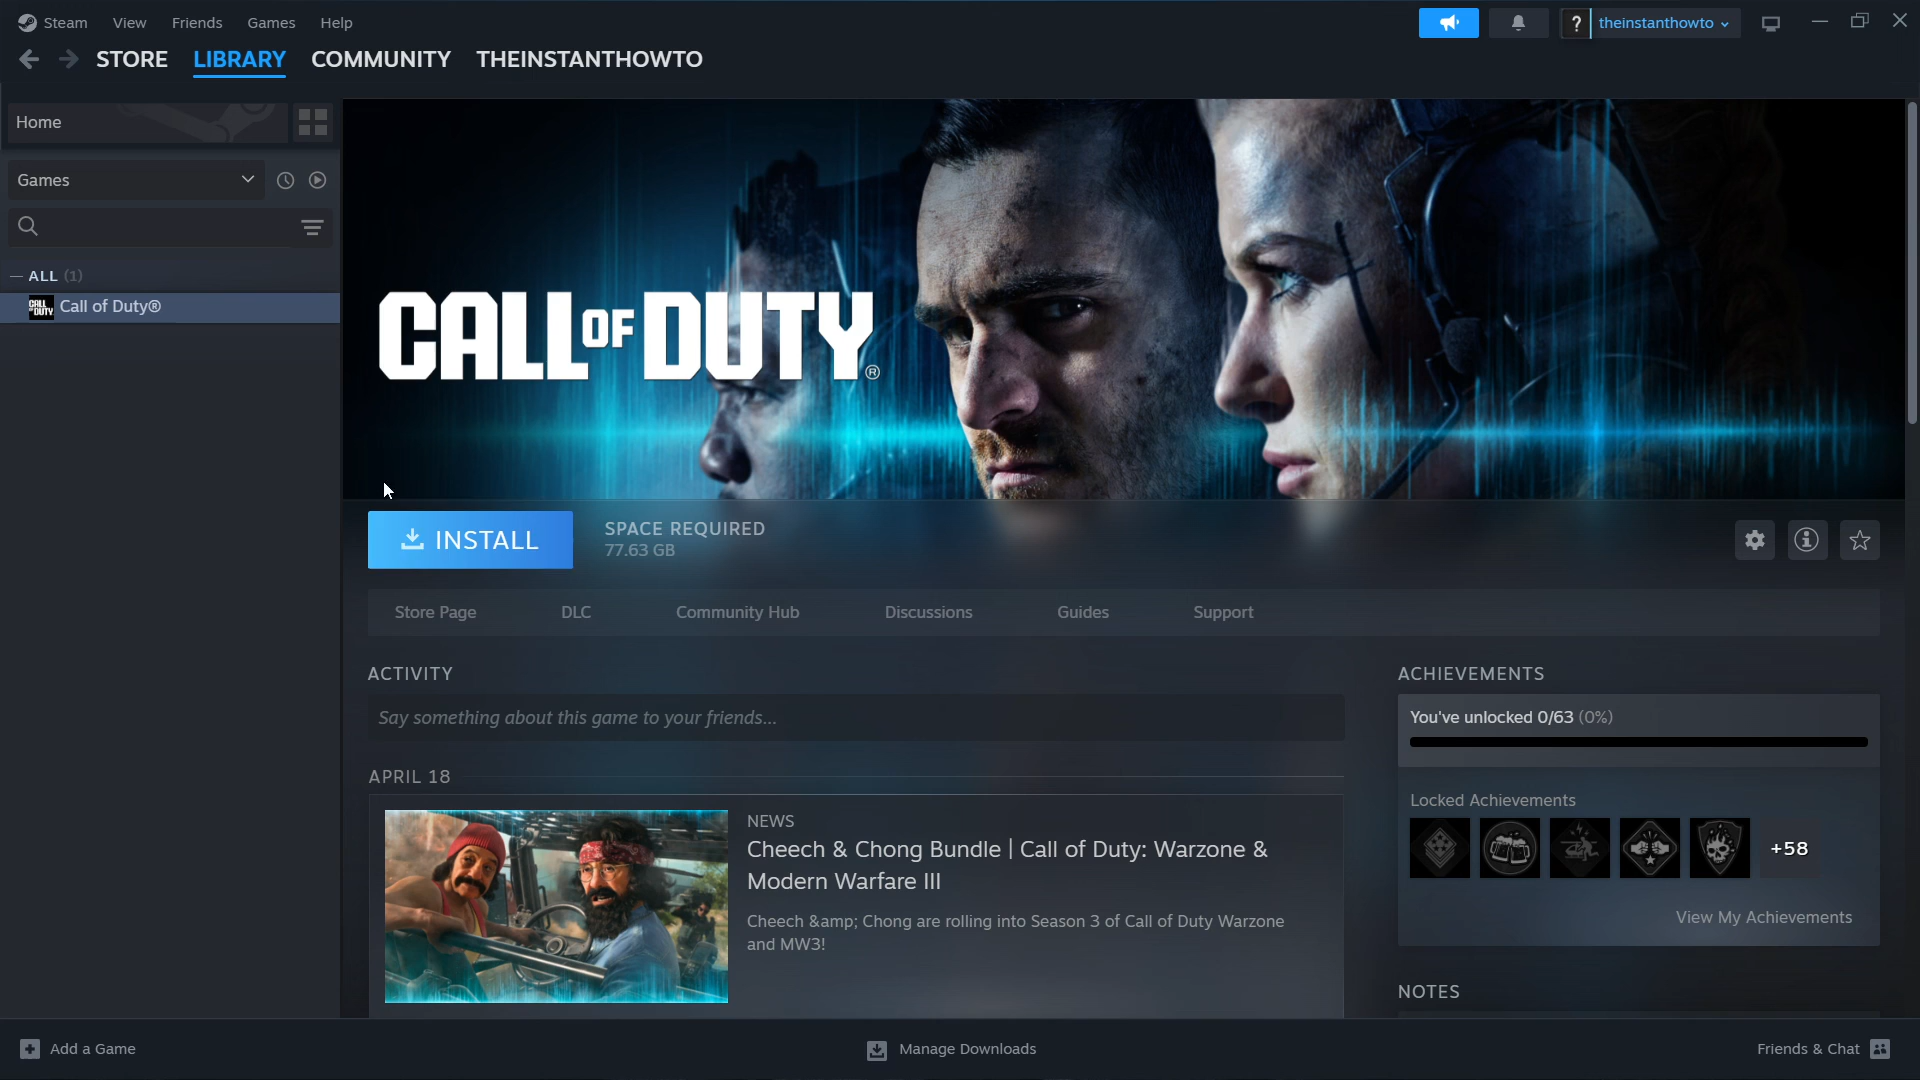 Steam View Friends Games Help
? theinstanthowto
STORE LIBRARY COMMUNITY THEINSTANTHOWTO
Home
Games
ALL (1)
CALL OF DUTY Call of Duty®
CALL OF DUTY®
INSTALL
SPACE REQUIRED
77.63 GB
Store Page DLC Community Hub Discussions Guides Support
ACTIVITY
Say something about this game to your friends...
APRIL 18
NEWS
Cheech & Chong Bundle | Call of Duty: Warzone &
Modern Warfare III
Cheech &amp; Chong are rolling into Season 3 of Call of Duty Warzone
and MW3!
ACHIEVEMENTS
You've unlocked 0/63 (0%)
Locked Achievements
+58
View My Achievements
NOTES
Add a Game
Manage Downloads
Friends & Chat